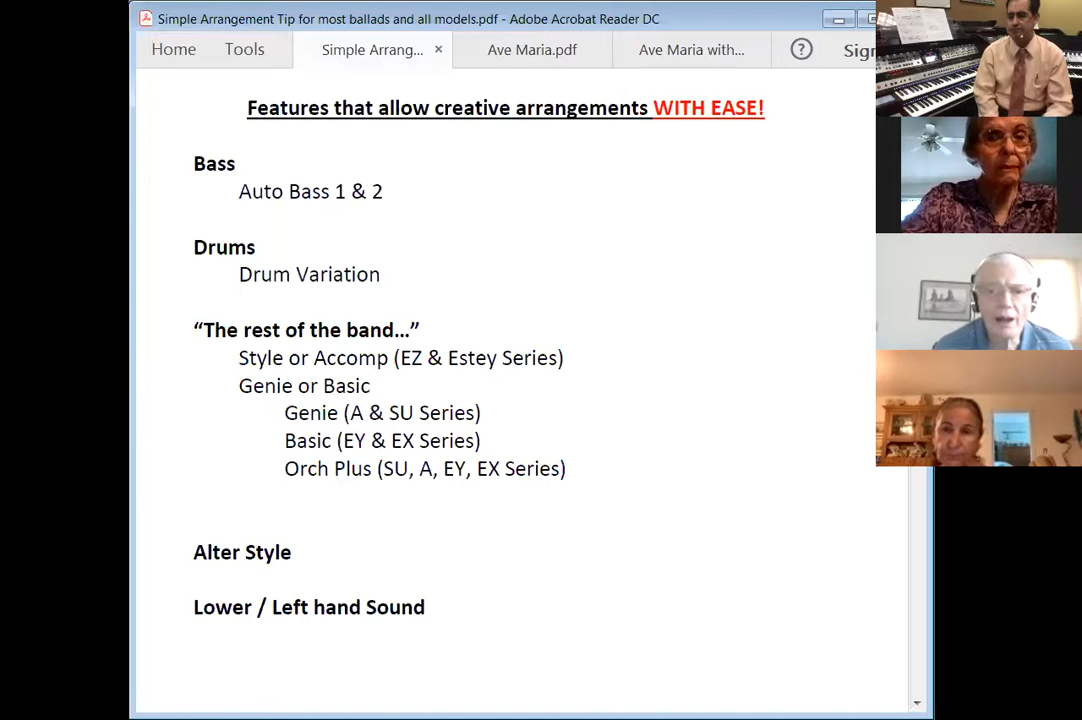 Simple Arrangement Tip for most ballads and all models.pdf - Adobe Acrobat Reader DC
Home Tools Simple Arrang... × Ave Maria.pdf Ave Maria with... ? Sign
Features that allow creative arrangements WITH EASE!
Bass
Auto Bass 1 & 2
Drums
Drum Variation
“The rest of the band...”
Style or Accomp (EZ & Estey Series)
Genie or Basic
Genie (A & SU Series)
Basic (EY & EX Series)
Orch Plus (SU, A, EY, EX Series)
Alter Style
Lower / Left hand Sound